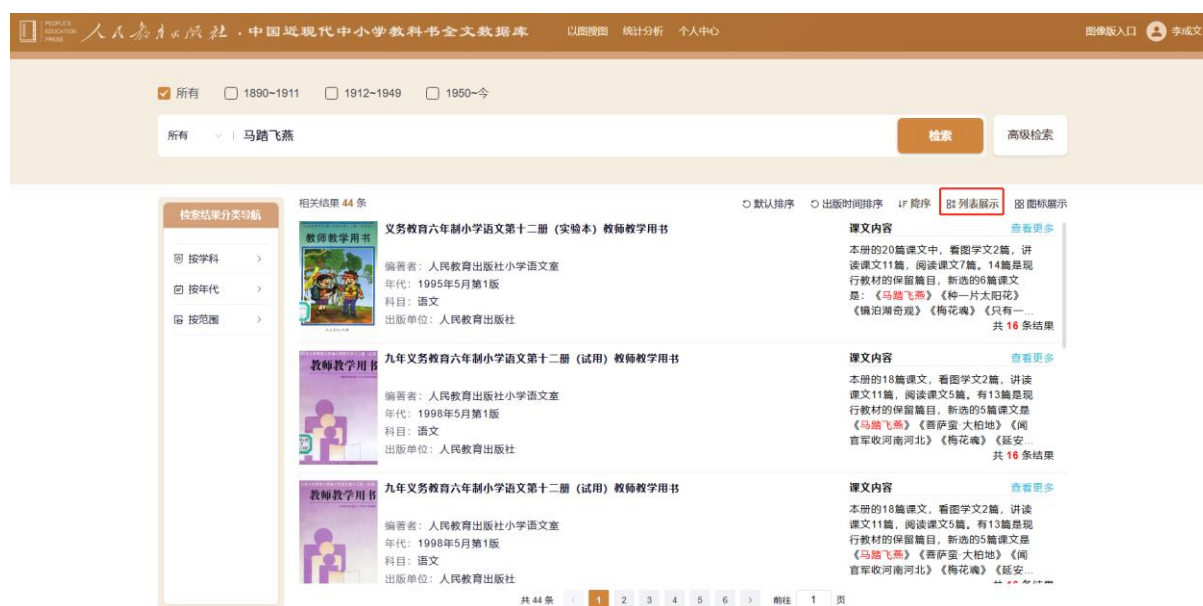 PEOPLE'S EDUCATION PRESS 人民教育出版社·中国近现代中小学教科书全文数据库 以图搜图 统计分析 个人中心 图像版入口 李成文
所有 1890~1911 1912~1949 1950~今
所有 马踏飞燕 检索 高级检索
检索结果分类导航
按学科
按年代
按范围
相关结果 44 条 默认排序 出版时间排序 降序 列表展示 图标展示
教师教学用书
义务教育六年制小学语文第十二册（实验本）教师教学用书
编著者：人民教育出版社小学语文室
年代：1995年5月第1版
科目：语文
出版单位：人民教育出版社
课文内容 查看更多
本册的20篇课文中，看图学文2篇，讲
读课文11篇，阅读课文7篇。14篇是现
行教材的保留篇目，新选的6篇课文
是：《马踏飞燕》《种一片太阳花》
《镜泊湖奇观》《梅花魂》《只有一...
共 16 条结果
教师教学用书
九年义务教育六年制小学语文第十二册（试用）教师教学用书
编著者：人民教育出版社小学语文室
年代：1998年5月第1版
科目：语文
出版单位：人民教育出版社
课文内容 查看更多
本册的18篇课文，看图学文2篇，讲读
课文11篇，阅读课文5篇。有13篇是现
行教材的保留篇目，新选的5篇课文是
《马踏飞燕》《菩萨蛮·大柏地》《闻
官军收河南河北》《梅花魂》《延安...
共 16 条结果
教师教学用书
九年义务教育六年制小学语文第十二册（试用）教师教学用书
编著者：人民教育出版社小学语文室
年代：1998年5月第1版
科目：语文
出版单位：人民教育出版社
课文内容 查看更多
本册的18篇课文，看图学文2篇，讲读
课文11篇，阅读课文5篇。有13篇是现
行教材的保留篇目，新选的5篇课文是
《马踏飞燕》《菩萨蛮·大柏地》《闻
官军收河南河北》《梅花魂》《延安...
共 44 条 < 1 2 3 4 5 6 > 前往 1 页